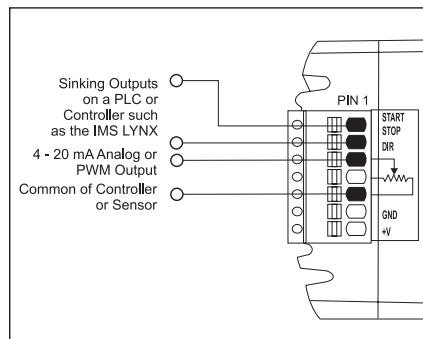 Sinking Outputs
on a PLC or
Controller such
as the IMS LYNX
4 - 20 mA Analog or
PWM Output
Common of Controller
or Sensor
PIN 1
START
STOP
DIR
GND
+V